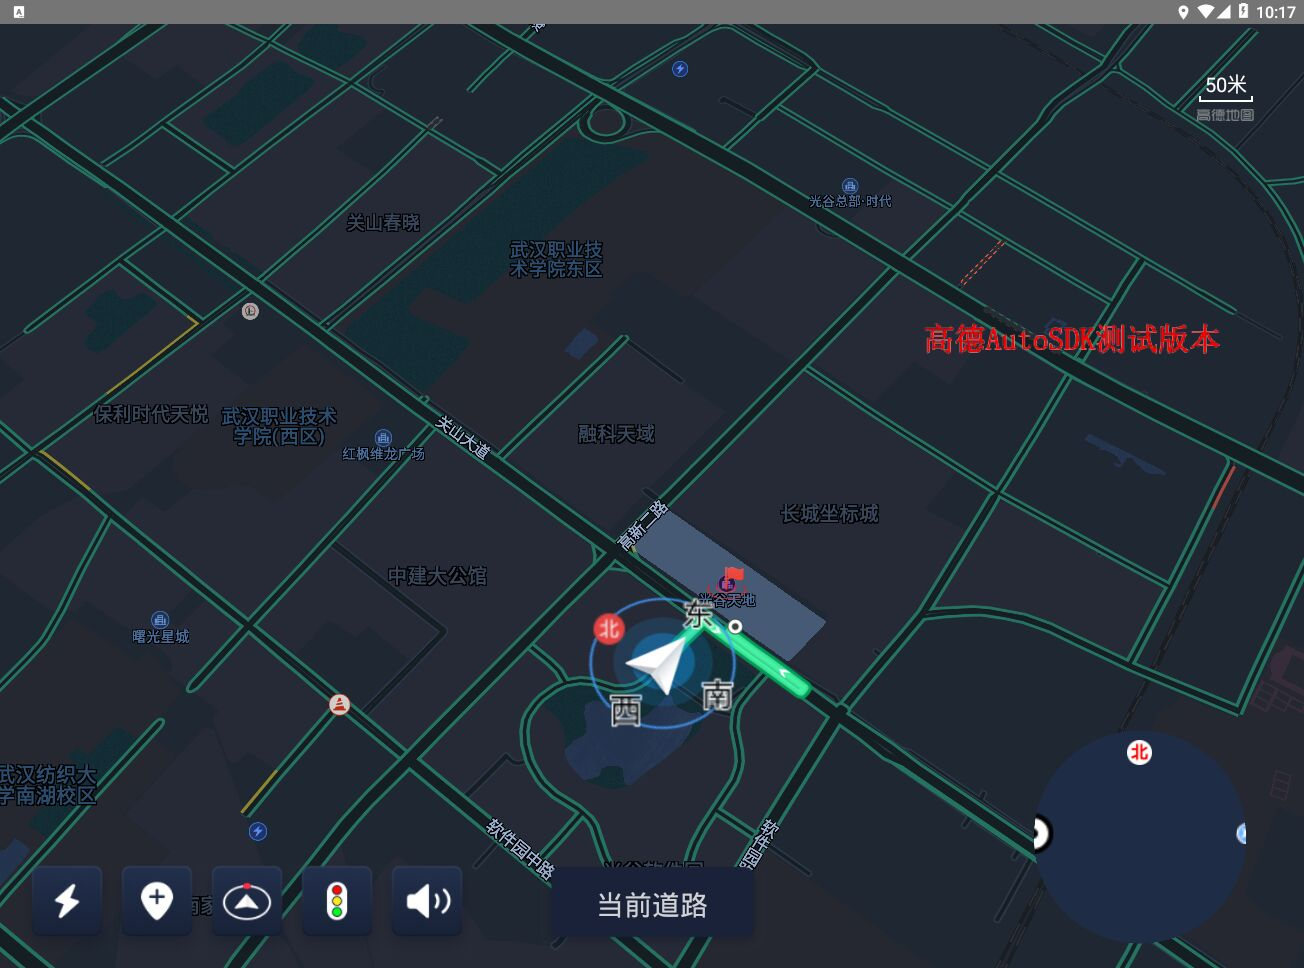 10:17
50米
高德地图
光谷总部·时代
关山春晓
武汉职业技
术学院东区
高德AutoSDK测试版本
保利时代天悦
武汉职业技术
学院(西区)
关山大道
融科天域
红枫维龙广场
长城坐标城
高新二路
中建大公馆
光谷天地
东
北
曙光星城
南
西
北
武汉纺织大
学南湖校区
软件园中路
当前道路